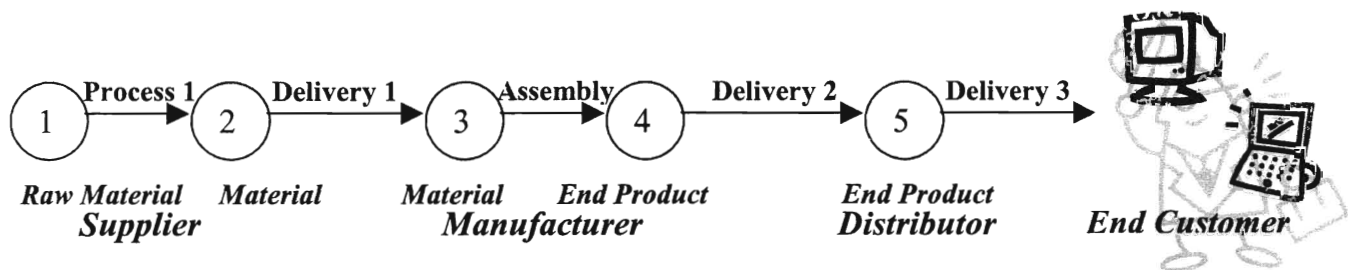 Process 1 Delivery 1 Assembly Delivery 2 Delivery 3
1 2 3 4 5
Raw Material Material Material End Product End Product
Supplier Manufacturer Distributor End Customer